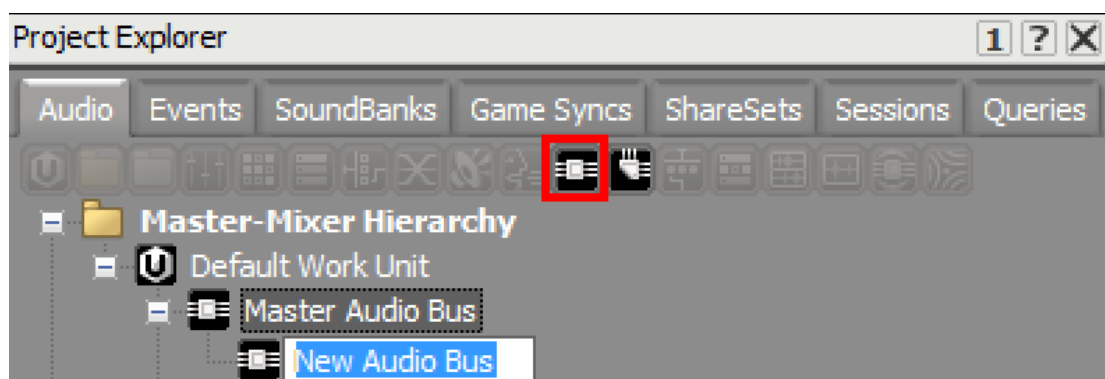 Project Explorer 1 ? X
Audio Events SoundBanks Game Syncs ShareSets Sessions Queries
Master-Mixer Hierarchy
Default Work Unit
Master Audio Bus
New Audio Bus